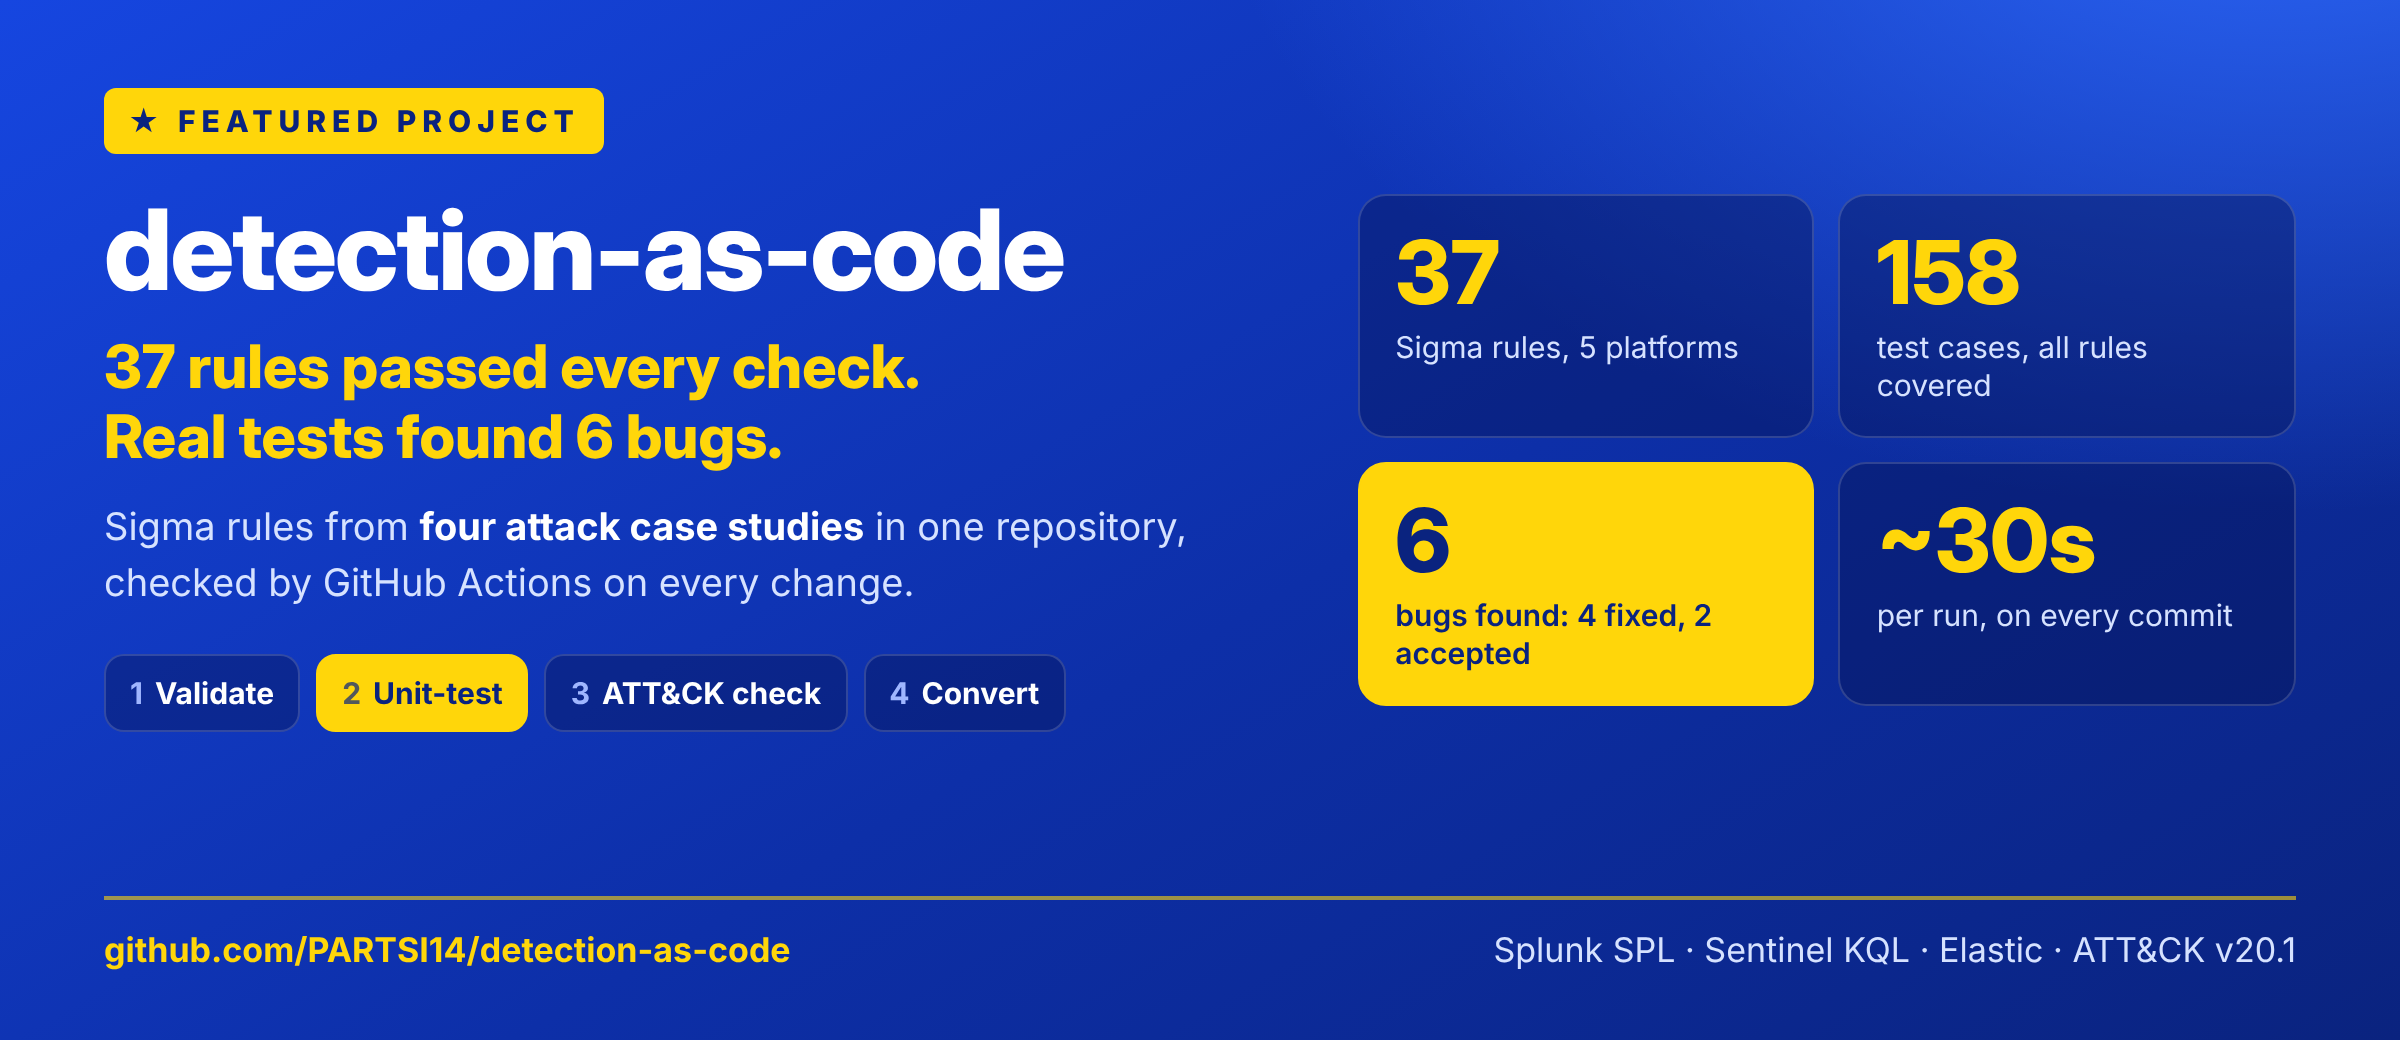 ★ FEATURED PROJECT
detection-as-code
37 rules passed every check.
Real tests found 6 bugs.
Sigma rules from four attack case studies in one repository,
checked by GitHub Actions on every change.
1 Validate
2 Unit-test
3 ATT&CK check
4 Convert
37
Sigma rules, 5 platforms
158
test cases, all rules
covered
6
bugs found: 4 fixed, 2
accepted
~30s
per run, on every commit
github.com/PARTSI14/detection-as-code
Splunk SPL · Sentinel KQL · Elastic · ATT&CK v20.1